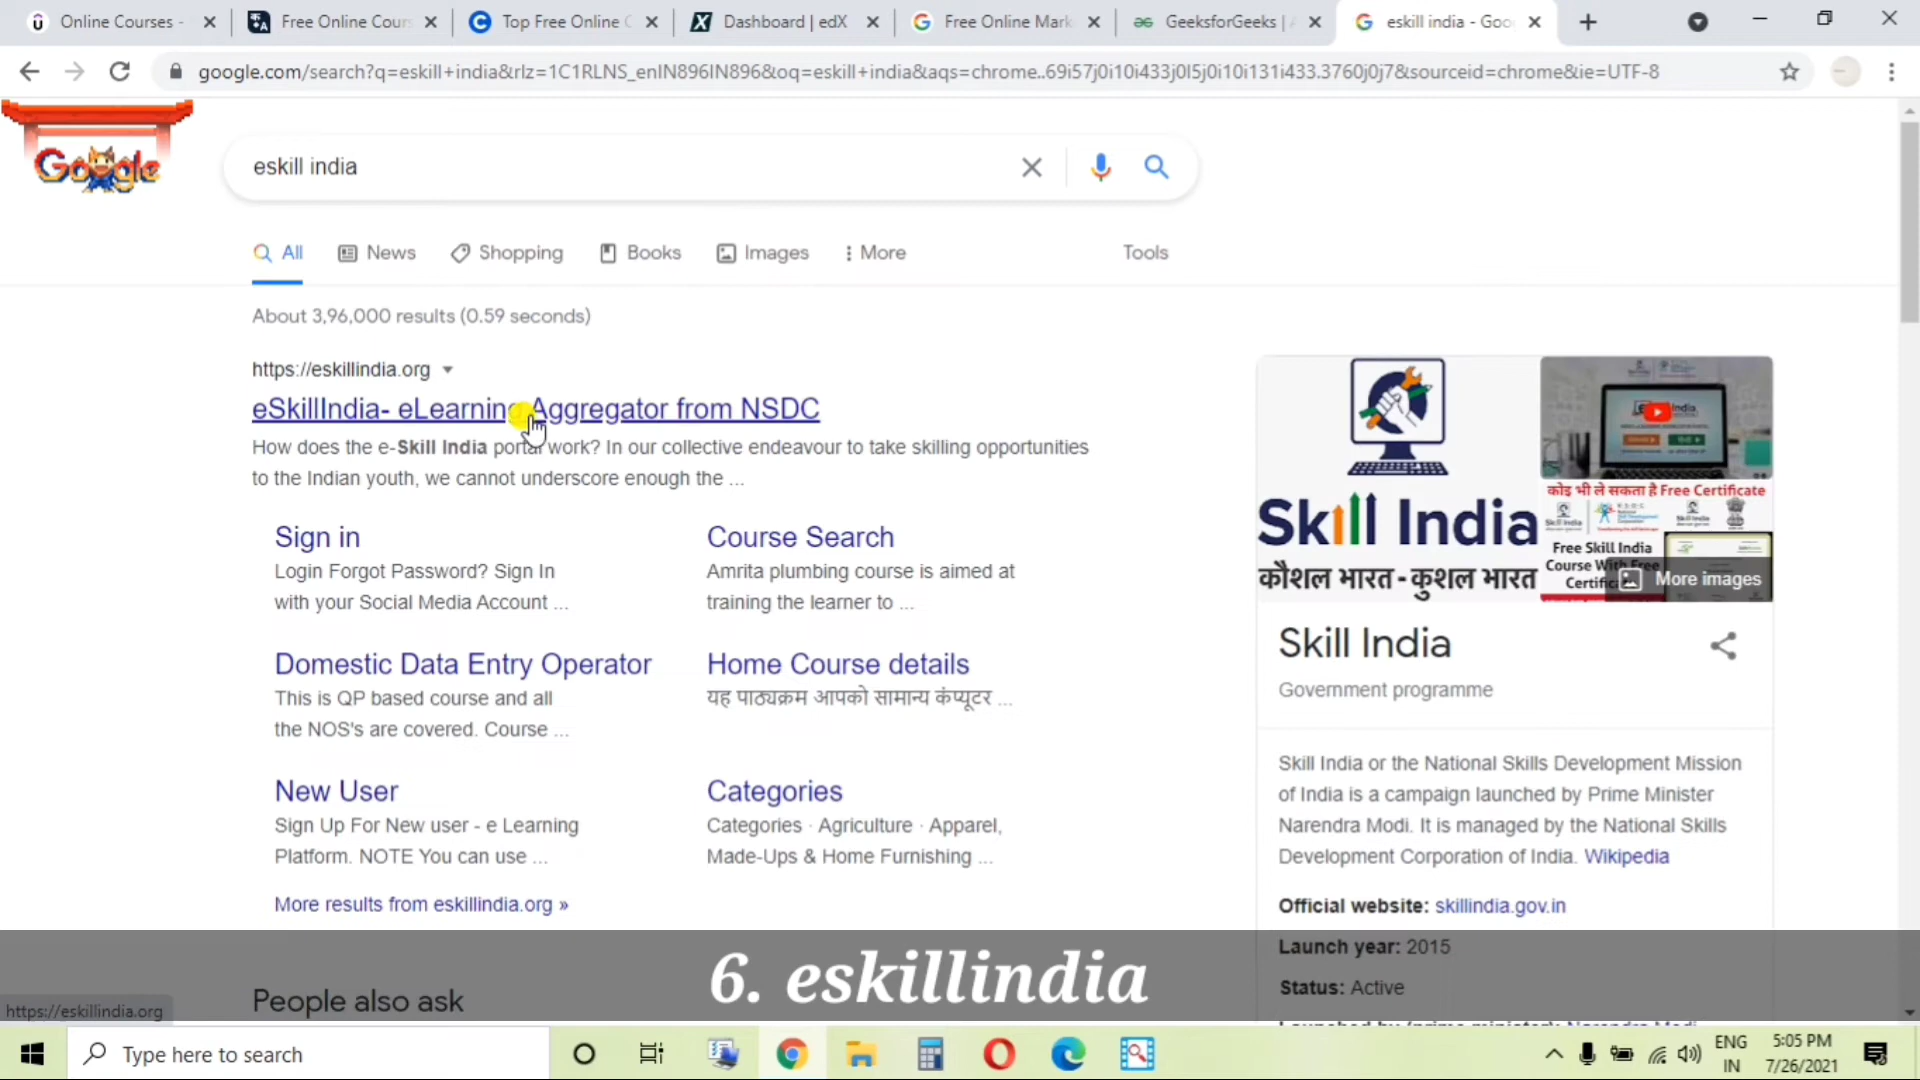 Online Courses -
Free Online Cour
Top Free Online C
Dashboard | edX
Free Online Mark
GeeksforGeeks | A
eskill india - Goo
google.com/search?q=eskill+india&rlz=1C1RLNS_enIN896IN896&oq=eskill+india&aqs=chrome..69i57j0i10i433j0l5j0i10i131i433.3760j0j7&sourceid=chrome&ie=UTF-8
Google
eskill india
All
News
Shopping
Books
Images
More
Tools
About 3,96,000 results (0.59 seconds)
https://eskillindia.org
eSkillIndia- eLearning Aggregator from NSDC
How does the e-Skill India portal work? In our collective endeavour to take skilling opportunities
to the Indian youth, we cannot underscore enough the ...
Sign in
Login Forgot Password? Sign In
with your Social Media Account ...
Course Search
Amrita plumbing course is aimed at
training the learner to ...
Domestic Data Entry Operator
This is QP based course and all
the NOS's are covered. Course ...
Home Course details
यह पाठ्यक्रम आपको सामान्य कंप्यूटर ...
New User
Sign Up For New user - e Learning
Platform. NOTE You can use ...
Categories
Categories · Agriculture · Apparel,
Made-Ups & Home Furnishing ...
More results from eskillindia.org »
People also ask
Skill India
कौशल भारत - कुशल भारत
कोइ भी ले सकता है Free Certificate
Free Skill India
Course With Free
Certific
More images
Skill India
Government programme
Skill India or the National Skills Development Mission
of India is a campaign launched by Prime Minister
Narendra Modi. It is managed by the National Skills
Development Corporation of India. Wikipedia
Official website: skillindia.gov.in
Launch year: 2015
Status: Active
6. eskillindia
https://eskillindia.org
Type here to search
ENG
IN
5:05 PM
7/26/2021